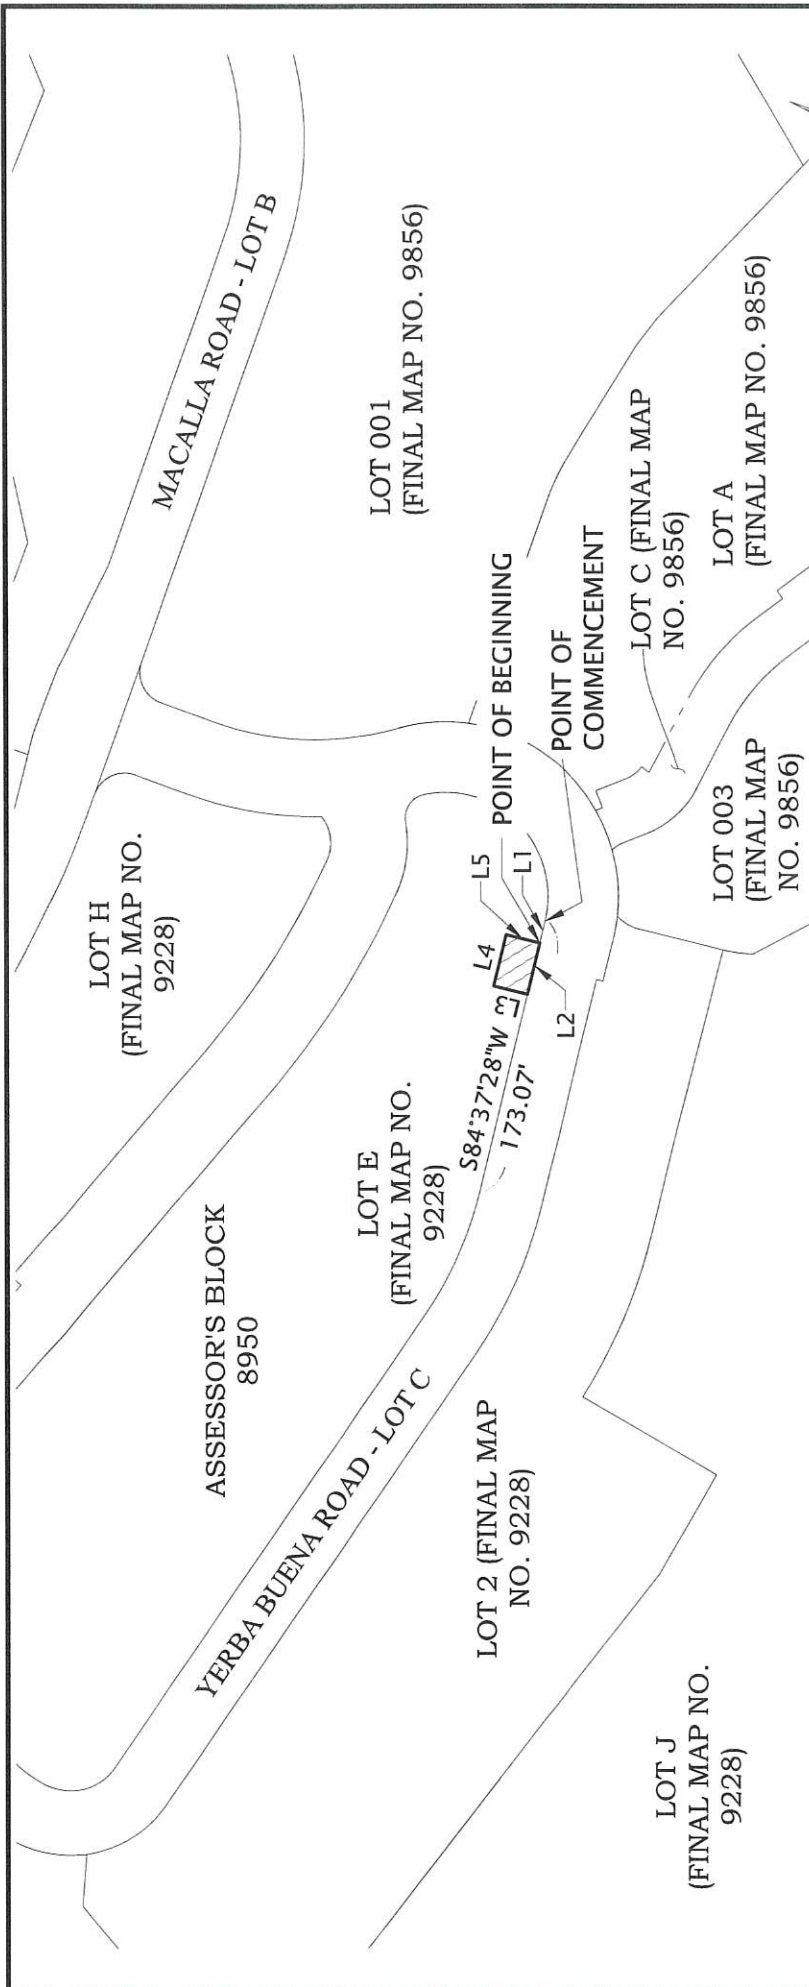 MACALLA ROAD - LOT B
LOT H
(FINAL MAP NO.
9228)
LOT 001
(FINAL MAP NO. 9856)
ASSESSOR'S BLOCK
8950
YERBA BUENA ROAD - LOT C
LOT E
(FINAL MAP NO.
9228)
S84°37'28"W
173.07'
L3
L4
L5
POINT OF BEGINNING
L1
L2
POINT OF
COMMENCEMENT
LOT C (FINAL MAP
NO. 9856)
LOT A
(FINAL MAP NO. 9856)
LOT 003
(FINAL MAP
NO. 9856)
LOT 2 (FINAL MAP
NO. 9228)
LOT J
(FINAL MAP NO.
9228)